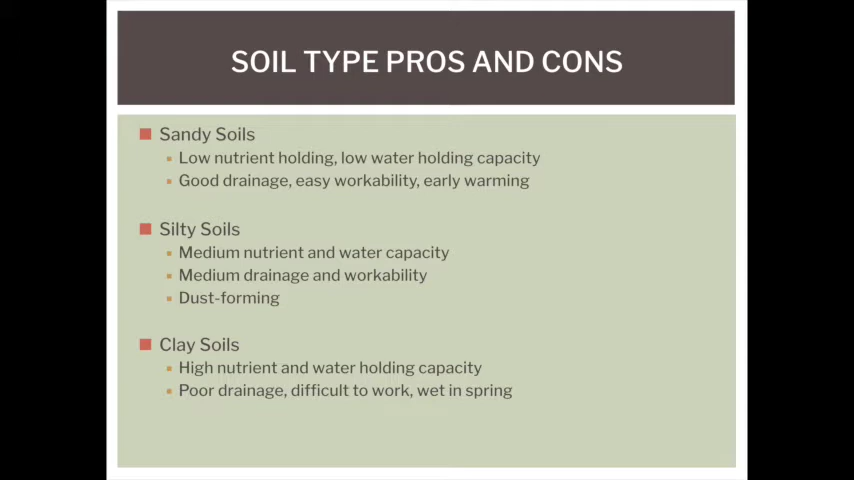 SOIL TYPE PROS AND CONS
Sandy Soils
Low nutrient holding, low water holding capacity
Good drainage, easy workability, early warming
Silty Soils
Medium nutrient and water capacity
Medium drainage and workability
Dust-forming
Clay Soils
High nutrient and water holding capacity
Poor drainage, difficult to work, wet in spring